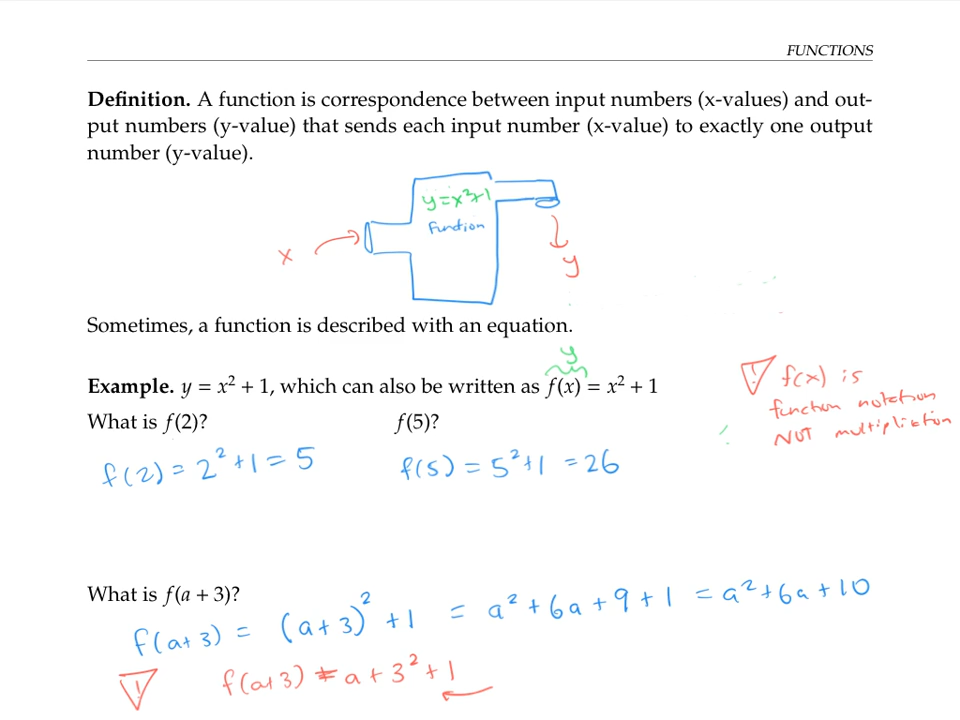 FUNCTIONS
Definition. A function is correspondence between input numbers (x-values) and out-
put numbers (y-value) that sends each input number (x-value) to exactly one output
number (y-value).
y=x²+1
function
x
y
Sometimes, a function is described with an equation.
y
Example. y = x² + 1, which can also be written as f(x) = x² + 1
! f(x) is
function notation
NOT multipliction
What is f(2)? f(5)?
f(2) = 2² + 1 = 5 f(5) = 5² + 1 = 26
What is f(a + 3)?
f(a+3) = (a+3)² + 1 = a² + 6a + 9 + 1 = a² + 6a + 10
! f(a+3) ≠ a + 3² + 1